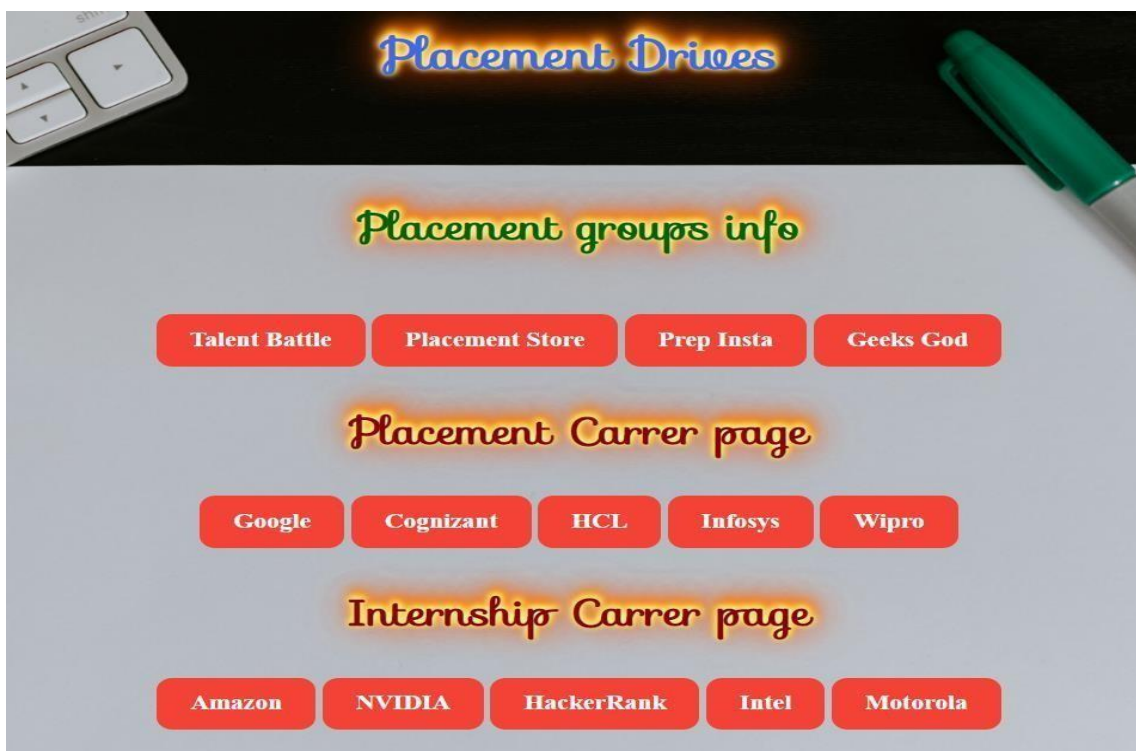 shift
Placement Drives
Placement groups info
Talent Battle Placement Store Prep Insta Geeks God
Placement Carrer page
Google Cognizant HCL Infosys Wipro
Internship Carrer page
Amazon NVIDIA HackerRank Intel Motorola